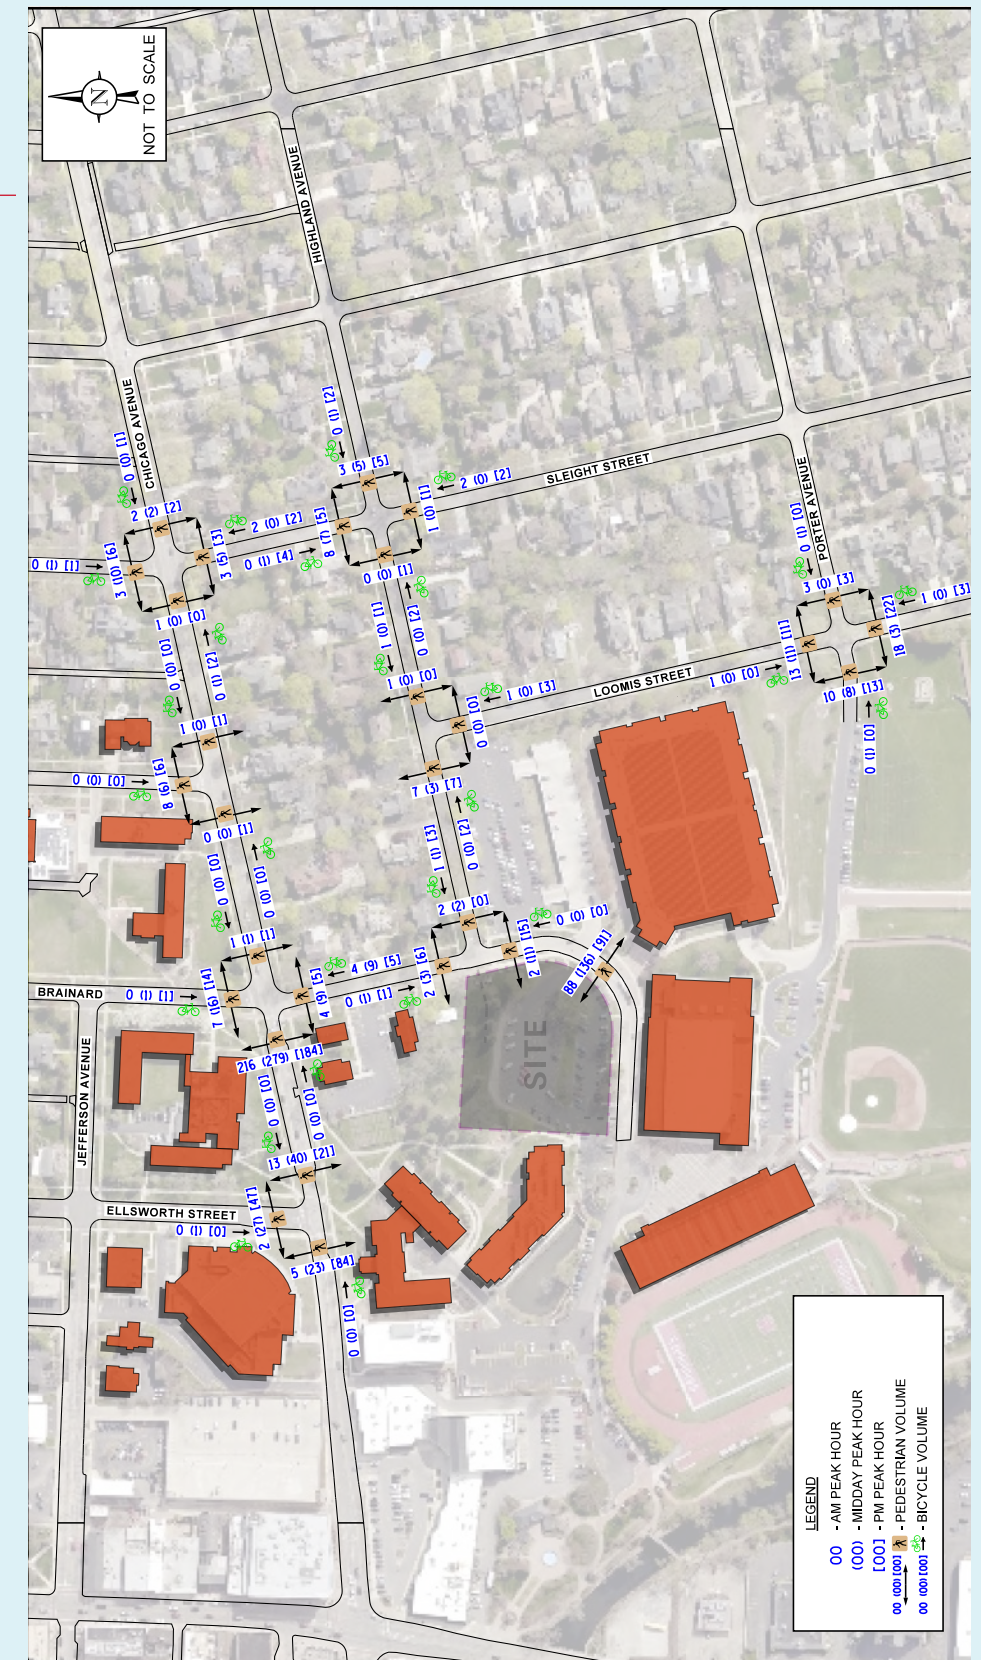 N
NOT TO SCALE
HIGHLAND AVENUE
CHICAGO AVENUE
0 (0) [1]
2 (2) [2]
0 (1) [1]
3 (10) [6]
3 (5) [3]
1 (0) [0]
2 (0) [2]
0 (1) [4]
0 (1) [2]
3 (5) [5]
8 (7) [5]
1 (0) [1]
0 (0) [1]
2 (0) [2]
SLEIGHT STREET
PORTER AVENUE
0 (1) [0]
3 (0) [3]
13 (1) [11]
18 (3) [22]
10 (8) [13]
1 (0) [3]
1 (0) [0]
0 (1) [0]
LOOMIS STREET
0 (0) [0]
0 (1) [2]
1 (0) [1]
0 (0) [2]
1 (0) [0]
0 (0) [0]
1 (0) [3]
7 (3) [7]
1 (0) [1]
0 (0) [0]
8 (6) [9]
0 (0) [1]
0 (0) [0]
0 (0) [0]
1 (1) [3]
0 (0) [2]
2 (2) [0]
2 (3) [6]
2 (1) [15]
0 (0) [0]
88 (136) [91]
1 (1) [1]
BRAINARD
0 (1) [1]
7 (16) [14]
4 (9) [5]
4 (9) [5]
0 (1) [1]
216 (279) [184]
SITE
JEFFERSON AVENUE
0 (0) [0]
0 (0) [0]
13 (40) [21]
ELLSWORTH STREET
0 (1) [0]
2 (27) [47]
5 (23) [84]
0 (0) [0]
LEGEND
00 - AM PEAK HOUR
(00) - MIDDAY PEAK HOUR
[00] - PM PEAK HOUR
00 (00) [00] - PEDESTRIAN VOLUME
00 (00) [00] - BICYCLE VOLUME